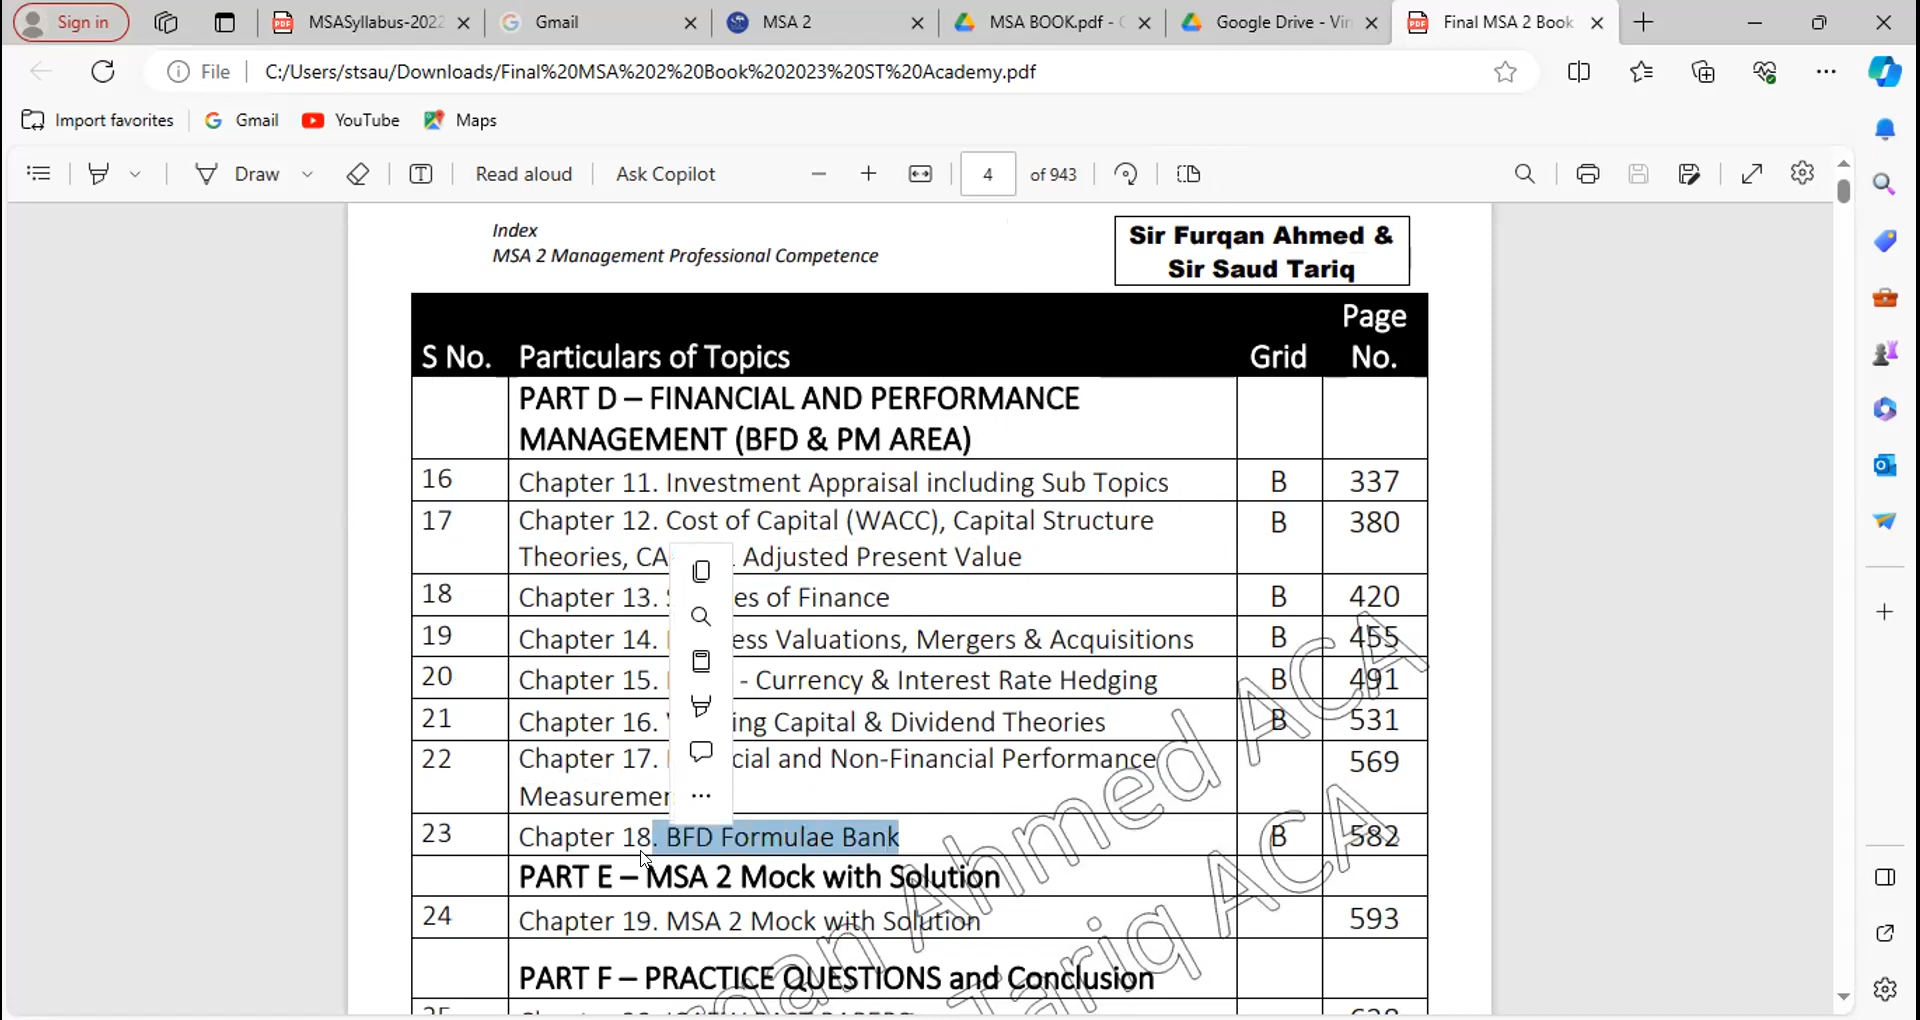 Sign in
MSASyllabus-2022
Gmail
MSA 2
MSA BOOK.pdf -
Google Drive -
Final MSA 2 Book
File
C:/Users/stsau/Downloads/Final%20MSA%202%20Book%202023%20ST%20Academy.pdf
Import favorites
Gmail
YouTube
Maps
Draw
Read aloud
Ask Copilot
4
of 943
Index
MSA 2 Management Professional Competence
Sir Furqan Ahmed &
Sir Saud Tariq
S No. Particulars of Topics Grid Page No.
PART D – FINANCIAL AND PERFORMANCE
MANAGEMENT (BFD & PM AREA)
16 Chapter 11. Investment Appraisal including Sub Topics B 337
17 Chapter 12. Cost of Capital (WACC), Capital Structure B 380
Theories, CA Adjusted Present Value
18 Chapter 13. S es of Finance B 420
19 Chapter 14. ess Valuations, Mergers & Acquisitions B 455
20 Chapter 15. - Currency & Interest Rate Hedging B 491
21 Chapter 16. ing Capital & Dividend Theories B 531
22 Chapter 17. cial and Non-Financial Performance 569
Measuremen
23 Chapter 18. BFD Formulae Bank B 582
PART E – MSA 2 Mock with Solution
24 Chapter 19. MSA 2 Mock with Solution 593
PART F – PRACTICE QUESTIONS and Conclusion
Ahmed ACA
Tariq ACA